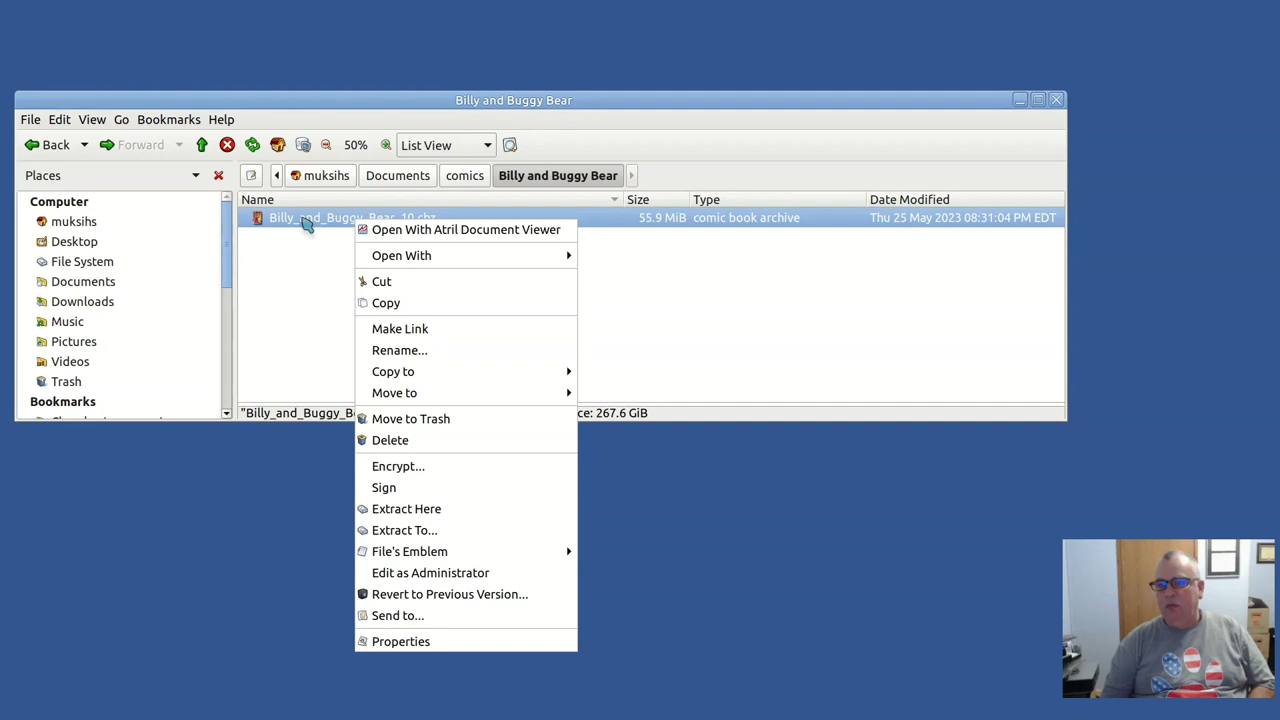 Billy and Buggy Bear
File Edit View Go Bookmarks Help
Back Forward 50% List View
Places muksihs Documents comics Billy and Buggy Bear
Name Size Type Date Modified
Computer
muksihs
Desktop
File System
Documents
Downloads
Music
Pictures
Videos
Trash
Bookmarks
Billy_and_Buggy_Bear_10.cbz 55.9 MiB comic book archive Thu 25 May 2023 08:31:04 PM EDT
Open With Atril Document Viewer
Open With
Cut
Copy
Make Link
Rename...
Copy to
Move to
Move to Trash
Delete
Encrypt...
Sign
Extract Here
Extract To...
File's Emblem
Edit as Administrator
Revert to Previous Version...
Send to...
Properties
"Billy_and_Buggy_B ce: 267.6 GiB